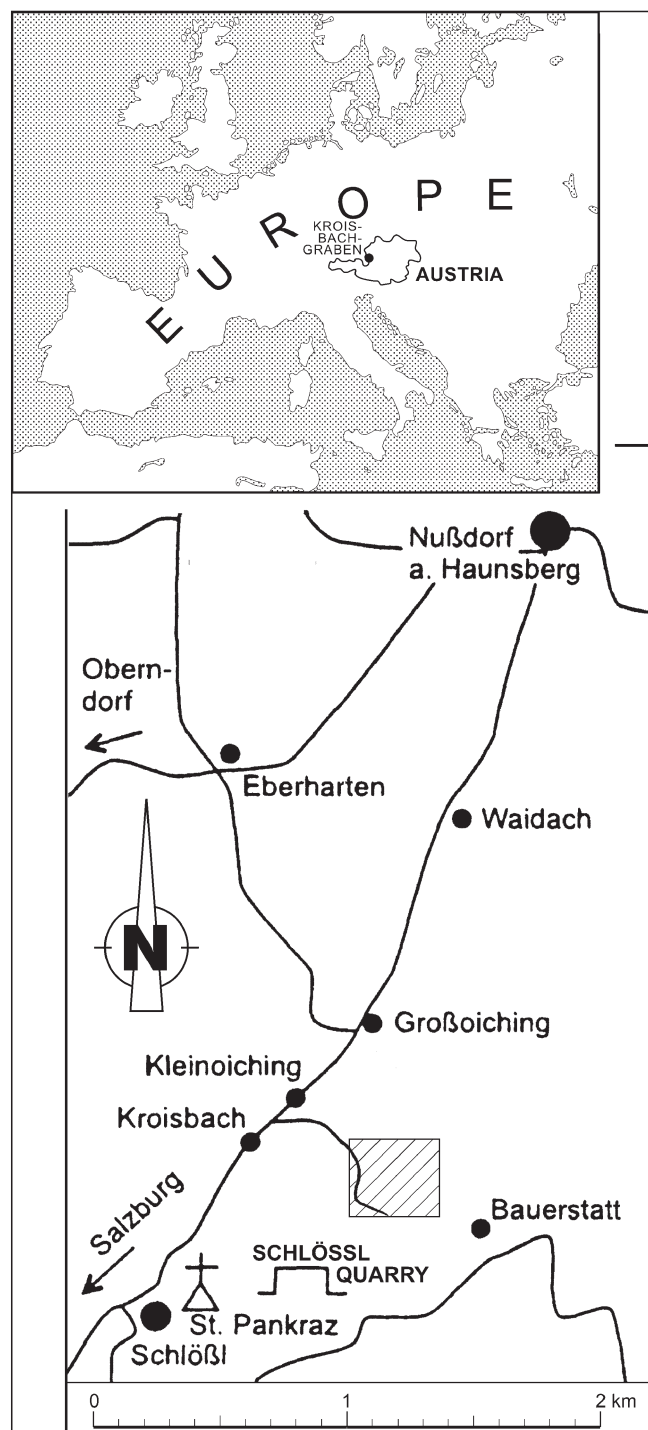 E U R O P E
KROIS-
BACH-
GRABEN
AUSTRIA
Nußdorf
a. Haunsberg
Obern-
dorf
Eberharten
Waidach
N
Großoiching
Kleinoiching
Kroisbach
Salzburg
Bauerstatt
SCHLÖSSL
QUARRY
St. Pankraz
Schlößl
0 1 2 km